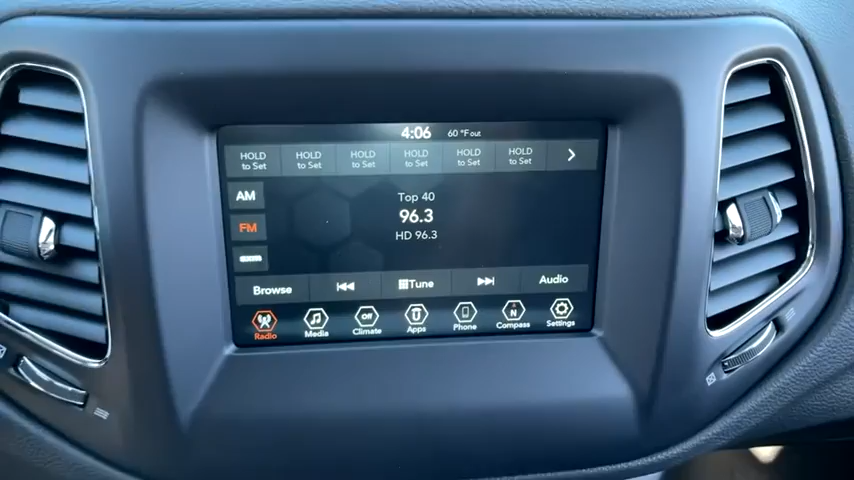 4:06 60 °F out
HOLD to Set HOLD to Set HOLD to Set HOLD to Set HOLD to Set HOLD to Set
AM
Top 40
96.3
FM
HD 96.3
Browse Tune Audio
Radio Media Off Climate Apps Phone N Compass Settings